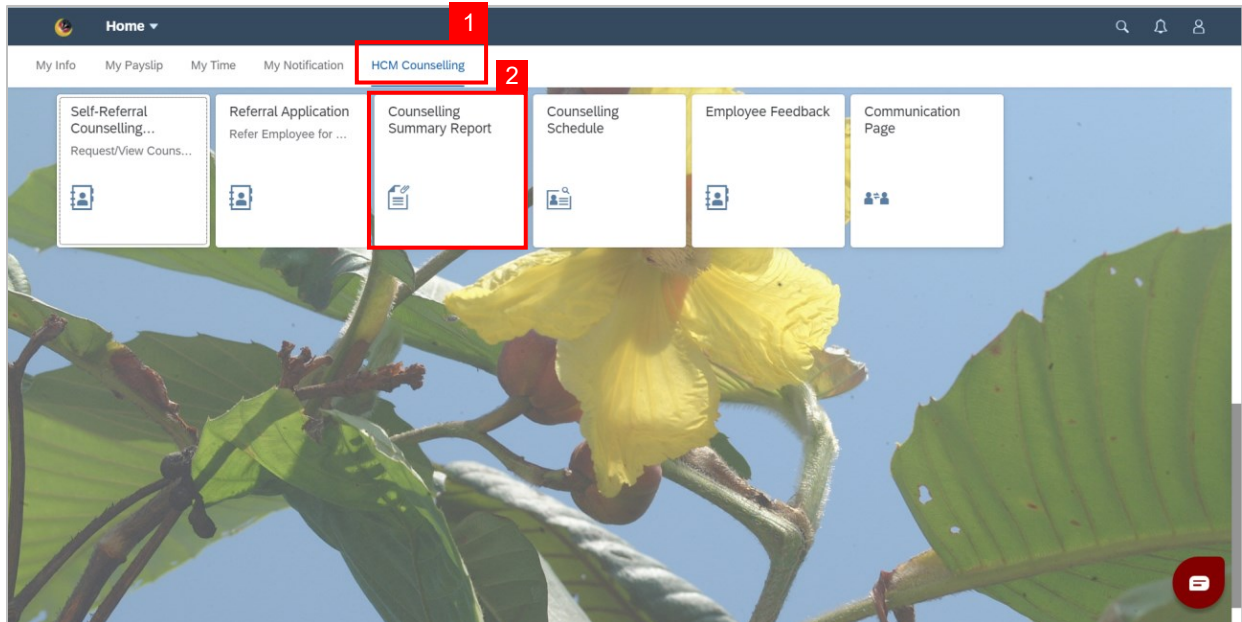 1
Home
My Info My Payslip My Time My Notification HCM Counselling
2
Self-Referral
Counselling...
Request/View Couns...
Referral Application
Refer Employee for ...
Counselling
Summary Report
Counselling
Schedule
Employee Feedback
Communication
Page